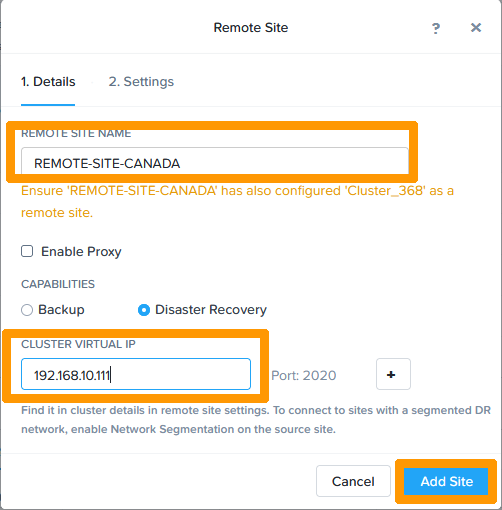 Remote Site
? ×
1. Details 2. Settings
REMOTE SITE NAME
REMOTE-SITE-CANADA
Ensure 'REMOTE-SITE-CANADA' has also configured 'Cluster_368' as a
remote site.
Enable Proxy
CAPABILITIES
Backup Disaster Recovery
CLUSTER VIRTUAL IP
192.168.10.111 Port: 2020 +
Find it in cluster details in remote site settings. To connect to sites with a segmented DR
network, enable Network Segmentation on the source site.
Cancel Add Site